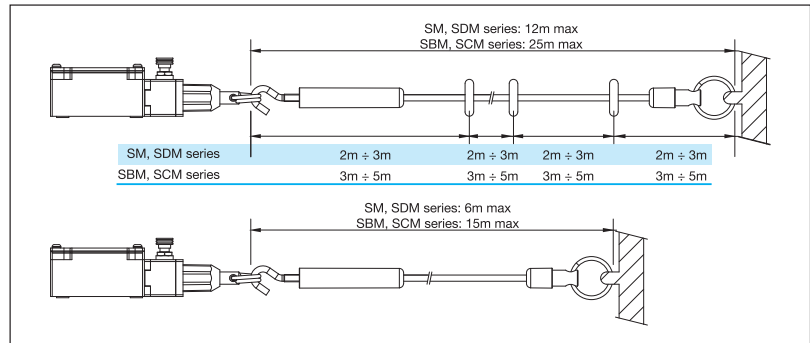 SM, SDM series: 12m max
SBM, SCM series: 25m max
SM, SDM series 2m ÷ 3m 2m ÷ 3m 2m ÷ 3m 2m ÷ 3m
SBM, SCM series 3m ÷ 5m 3m ÷ 5m 3m ÷ 5m 3m ÷ 5m
SM, SDM series: 6m max
SBM, SCM series: 15m max